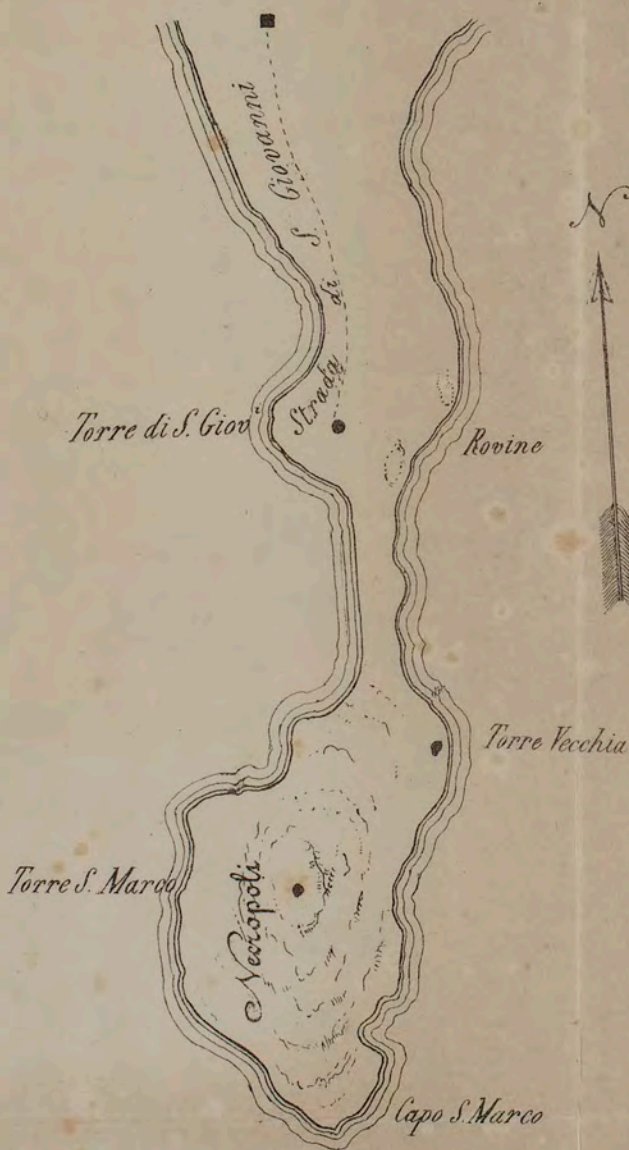 Strada di S. Giovanni
N
Torre di S. Giov
Rovine
Torre Vecchia
Torre S. Marco
Necropoli
Capo S. Marco